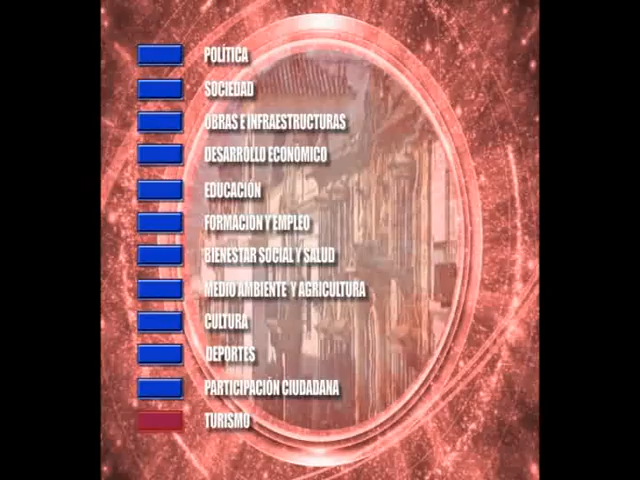 POLÍTICA
SOCIEDAD
OBRAS E INFRAESTRUCTURAS
DESARROLLO ECONÓMICO
EDUCACIÓN
FORMACIÓN Y EMPLEO
BIENESTAR SOCIAL Y SALUD
MEDIO AMBIENTE Y AGRICULTURA
CULTURA
DEPORTES
PARTICIPACIÓN CIUDADANA
TURISMO